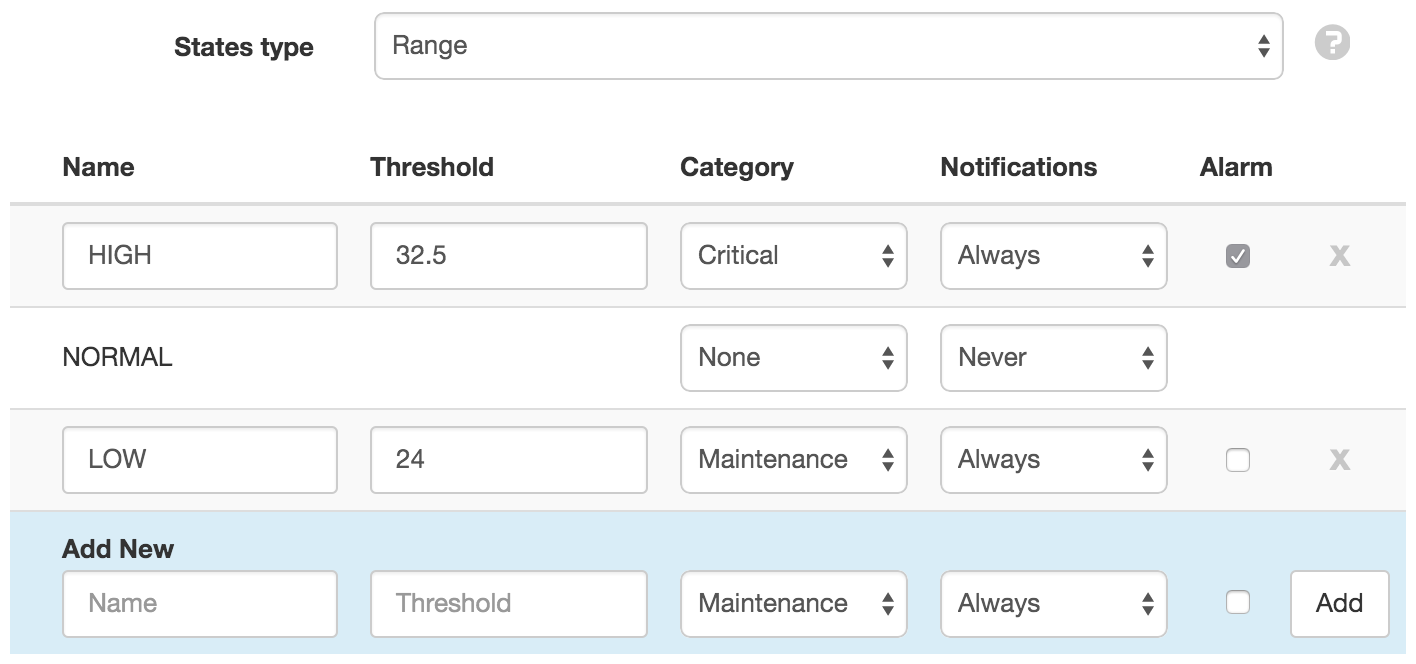 States type Range ?
Name Threshold Category Notifications Alarm
HIGH 32.5 Critical Always X
NORMAL None Never
LOW 24 Maintenance Always X
Add New
Name Threshold Maintenance Always Add